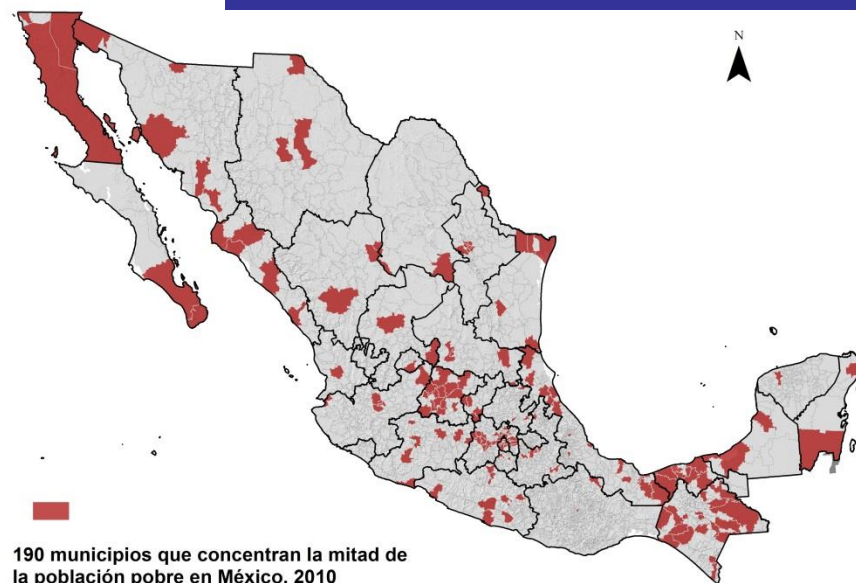 N
190 municipios que concentran la mitad de
la población pobre en México, 2010